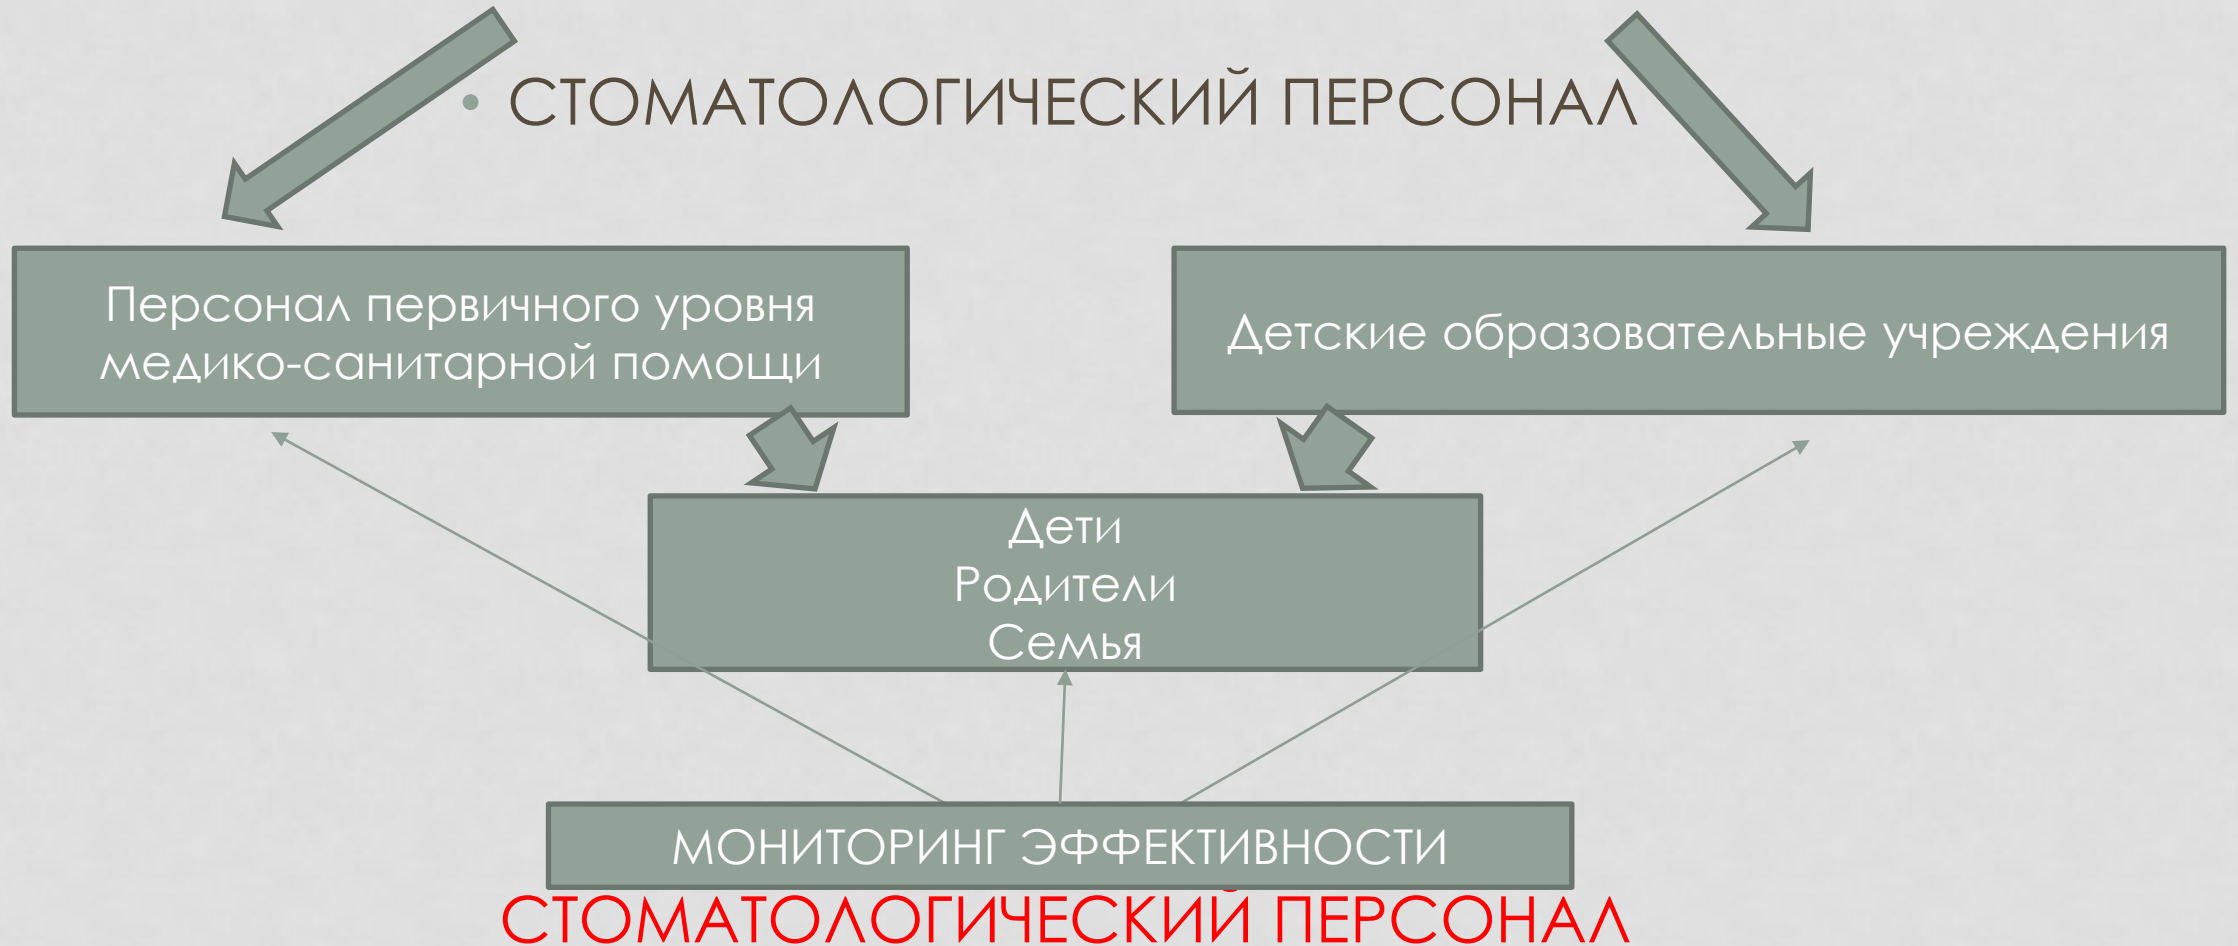 • СТОМАТОЛОГИЧЕСКИЙ ПЕРСОНАЛ
Персонал первичного уровня
медико-санитарной помощи
Детские образовательные учреждения
Дети
Родители
Семья
МОНИТОРИНГ ЭФФЕКТИВНОСТИ
СТОМАТОЛОГИЧЕСКИЙ ПЕРСОНАЛ